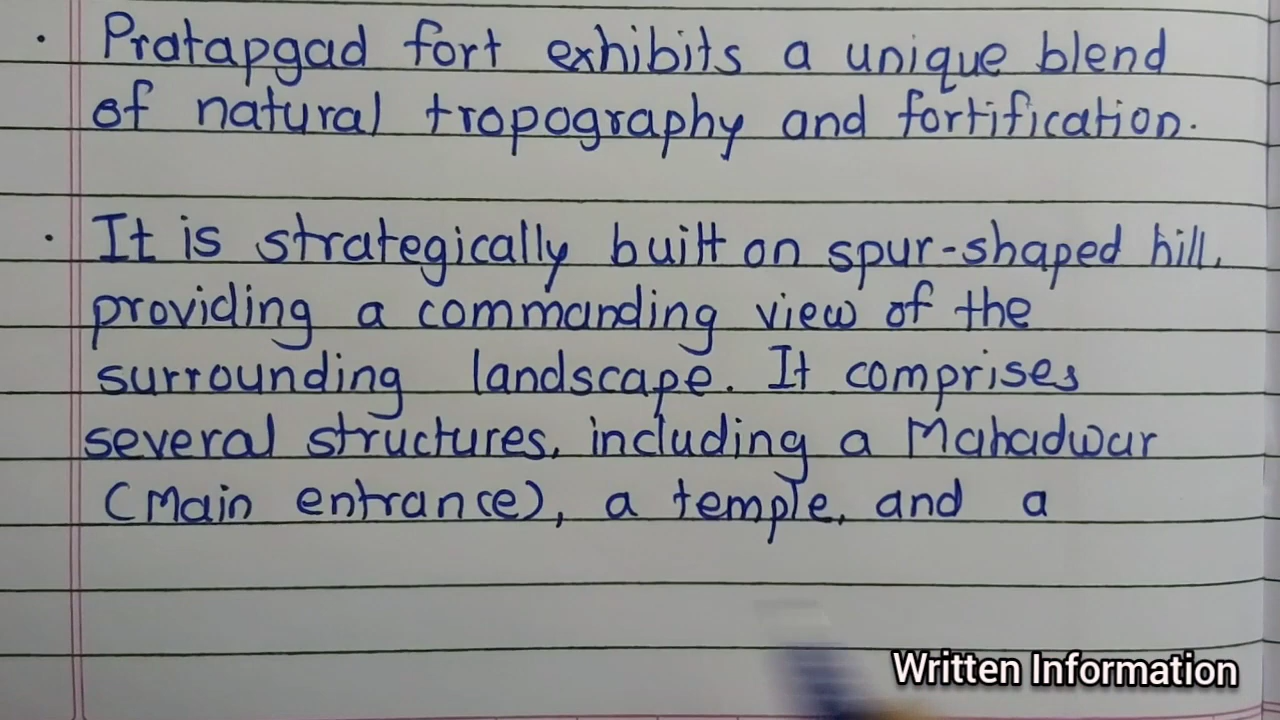 · Pratapgad fort exhibits a unique blend
of natural tropography and fortification.
· It is strategically built on spur-shaped hill,
providing a commanding view of the
surrounding landscape. It comprises
several structures, including a Mahadwar
(Main entrance), a temple, and a
Written Information